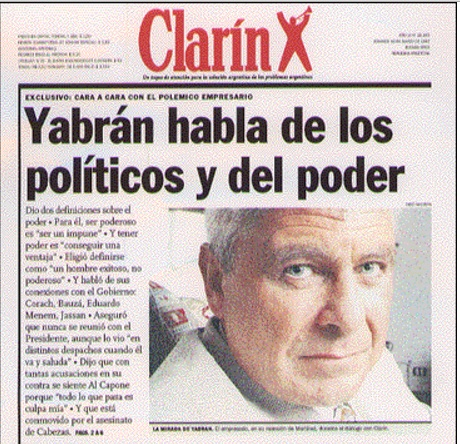 Clarín
Un toque de atención para la solución argentina de los problemas argentinos
EXCLUSIVO: CARA A CARA CON EL POLEMICO EMPRESARIO
Yabrán habla de los
políticos y del poder
Dio dos definiciones sobre el
poder • Para él, ser poderoso
es "ser un impune" • Y tener
poder es "conseguir una
ventaja" • Eligió definirse
como "un hombre exitoso, no
poderoso" • Y habló de sus
conexiones con el Gobierno:
Corach, Bauzá, Eduardo
Menem, Jassan • Aseguró
que nunca se reunió con el
Presidente, aunque lo vio "en
distintos despachos cuando él
va y saluda" • Dijo que con
tantas acusaciones en su
contra se siente Al Capone
porque "todo lo que pasa es
culpa mía" • Y que está
conmovido por el asesinato
de Cabezas. PAGS. 2 A 6
LA MIRADA DE YABRAN. El empresario, en su mansión de Martínez, durante el diálogo con Clarín.